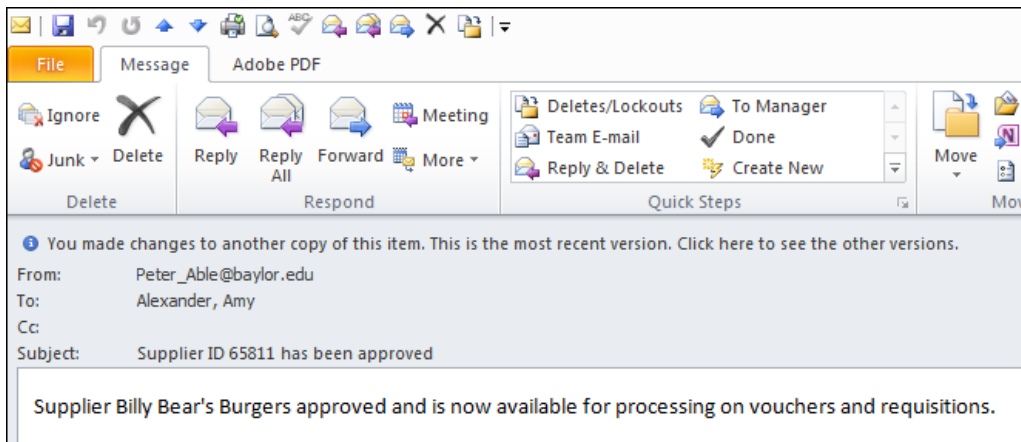 ABC
File Message Adobe PDF
Ignore
Junk
Delete
Reply
Reply All
Forward
Meeting
More
Deletes/Lockouts
To Manager
Team E-mail
Done
Reply & Delete
Create New
Move
Delete Respond Quick Steps Mov
You made changes to another copy of this item. This is the most recent version. Click here to see the other versions.
From: Peter_Able@baylor.edu
To: Alexander, Amy
Cc:
Subject: Supplier ID 65811 has been approved
Supplier Billy Bear's Burgers approved and is now available for processing on vouchers and requisitions.